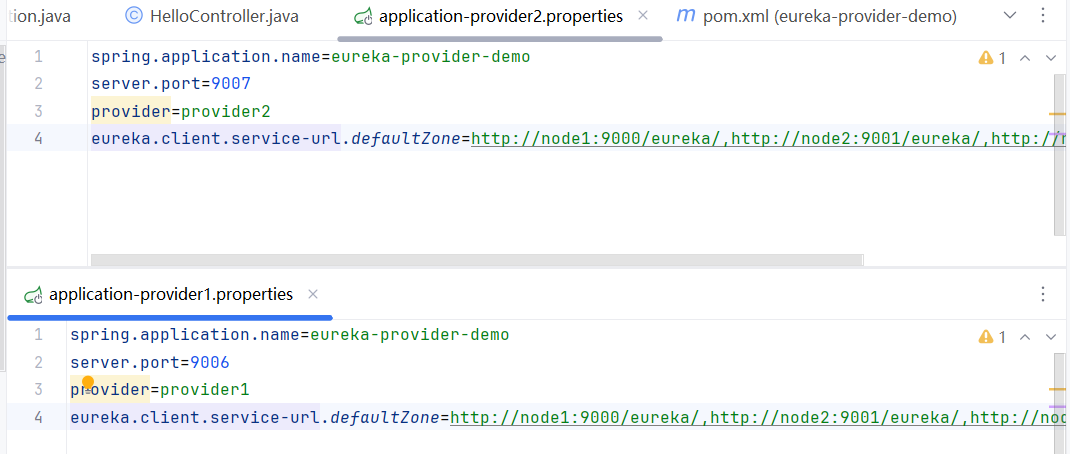 tion.java HelloController.java application-provider2.properties pom.xml (eureka-provider-demo)
1 spring.application.name=eureka-provider-demo 1
2 server.port=9007
3 provider=provider2
4 eureka.client.service-url.defaultZone=http://node1:9000/eureka/,http://node2:9001/eureka/,http://
application-provider1.properties
1 spring.application.name=eureka-provider-demo 1
2 server.port=9006
3 provider=provider1
4 eureka.client.service-url.defaultZone=http://node1:9000/eureka/,http://node2:9001/eureka/,http://nod